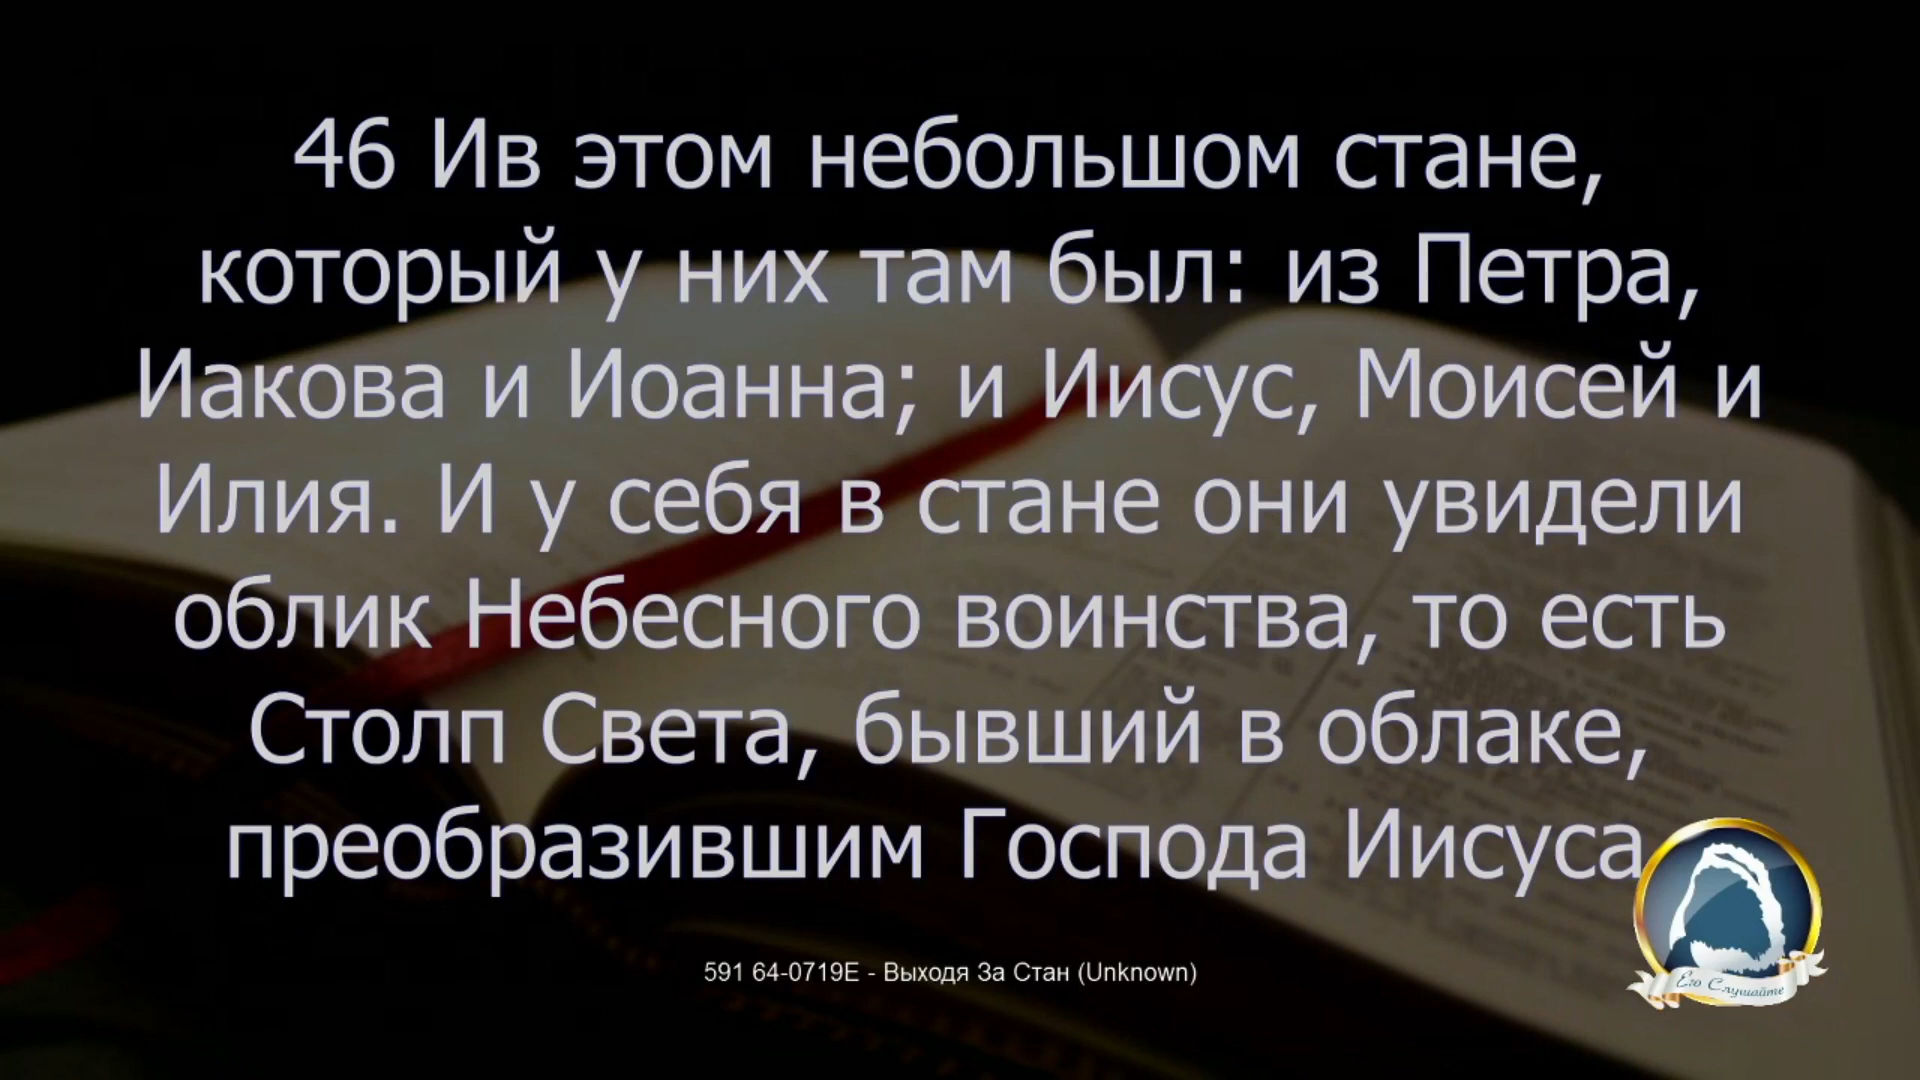 46 Ив этом небольшом стане,
который у них там был: из Петра,
Иакова и Иоанна; и Иисус, Моисей и
Илия. И у себя в стане они увидели
облик Небесного воинства, то есть
Столп Света, бывший в облаке,
преобразившим Господа Иисуса
591 64-0719E - Выходя За Стан (Unknown)
Его Слушайте